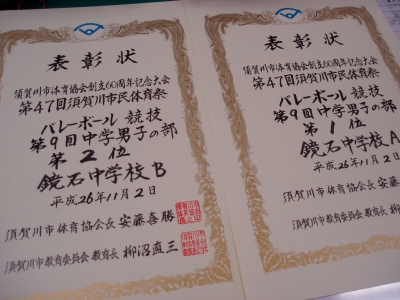 表彰状
須賀川市体育協会創立60周年記念大会
第47回須賀川市民体育祭
バレーボール競技
第9回中学男子の部
第2位
鏡石中学校B
平成26年11月2日
須賀川市体育協会長 安藤喜勝
須賀川市教育委員会 教育長 柳沼直三
表彰状
須賀川市体育協会創立60周年記念大会
第47回須賀川市民体育祭
バレーボール競技
第9回中学男子の部
第1位
鏡石中学校A
平成26年11月2日
須賀川市体育協会長 安藤
須賀川市教育委員会 教育長 柳